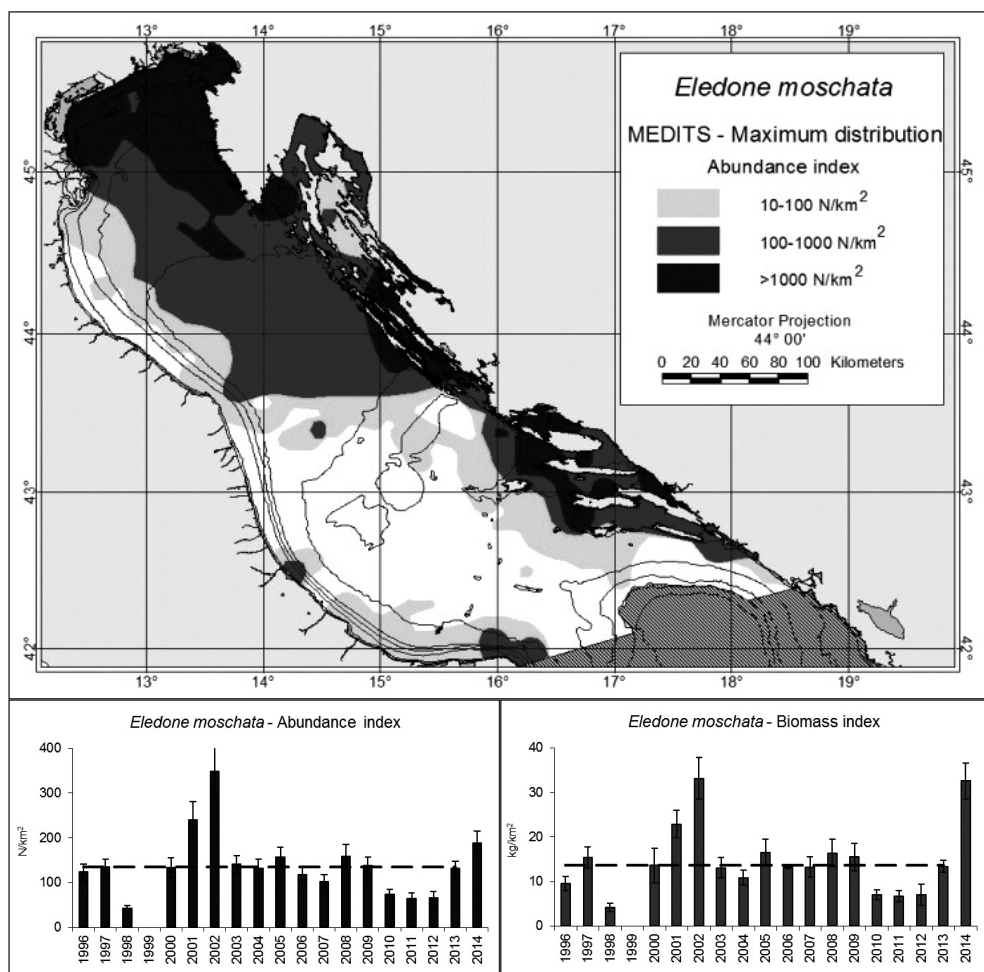 13° 14° 15° 16° 17° 18° 19°
45° 45°
44° 44°
43° 43°
42° 42°
13° 14° 15° 16° 17° 18° 19°
Eledone moschata
MEDITS - Maximum distribution
Abundance index
10-100 N/km²
100-1000 N/km²
>1000 N/km²
Mercator Projection
44° 00'
0 20 40 60 80 100 Kilometers
Eledone moschata - Abundance index
400
300
200
100
0
N/km²
1996 1997 1998 1999 2000 2001 2002 2003 2004 2005 2006 2007 2008 2009 2010 2011 2012 2013 2014
Eledone moschata - Biomass index
40
30
20
10
0
kg/km²
1996 1997 1998 1999 2000 2001 2002 2003 2004 2005 2006 2007 2008 2009 2010 2011 2012 2013 2014